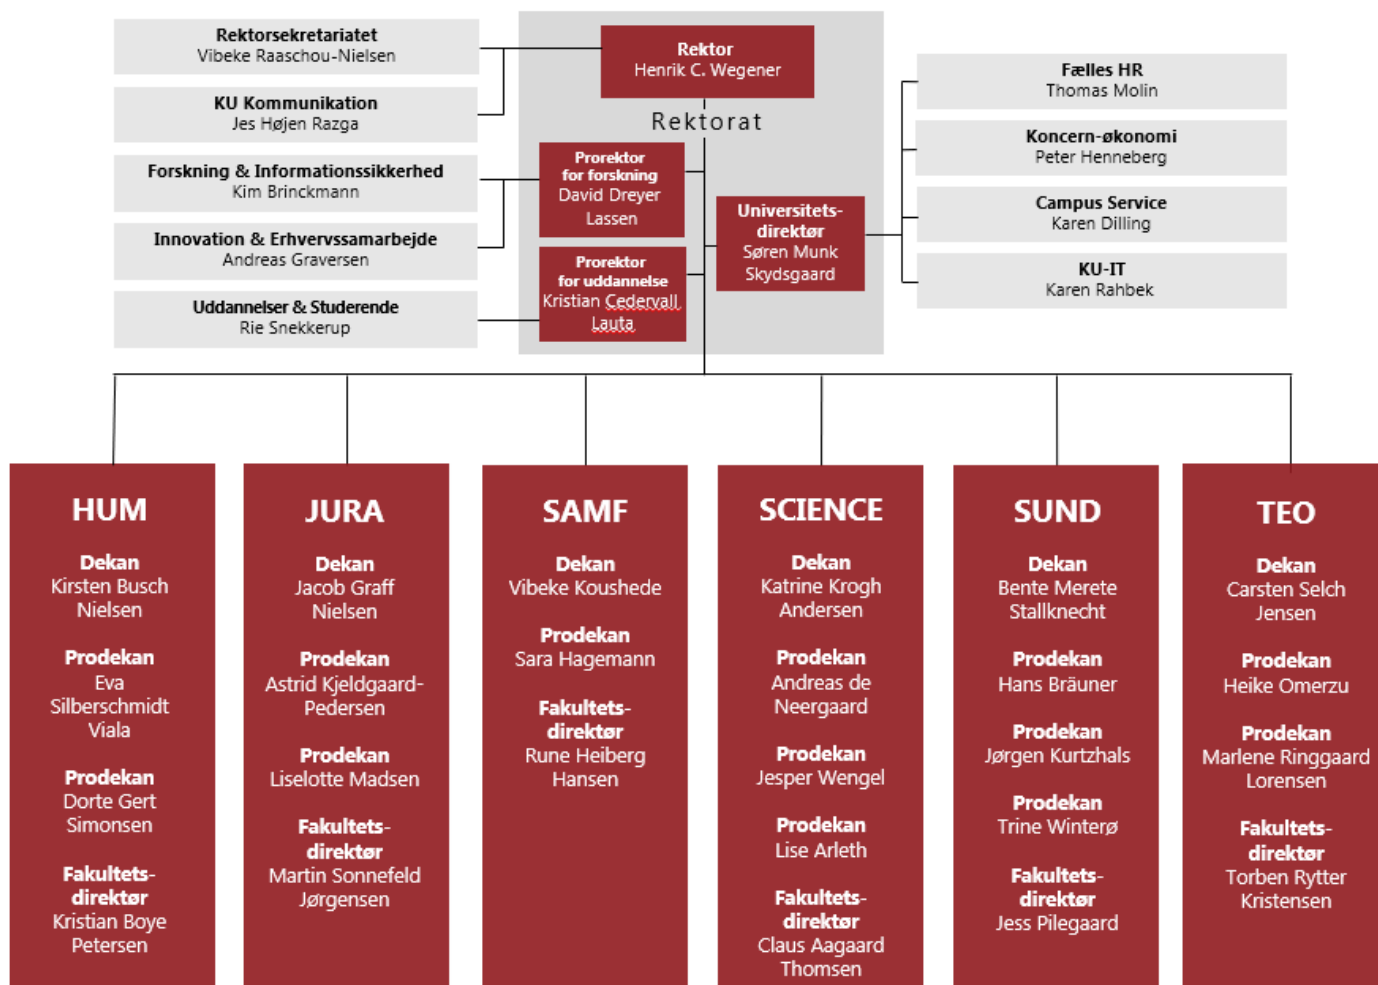 Rektorsekretariatet
Vibeke Raaschou-Nielsen
KU Kommunikation
Jes Højen Razga
Forskning & Informationssikkerhed
Kim Brinckmann
Innovation & Erhvervssamarbejde
Andreas Graversen
Uddannelser & Studerende
Rie Snekkerup
Rektor
Henrik C. Wegener
Rektorat
Prorektor
for forskning
David Dreyer
Lassen
Prorektor
for uddannelse
Kristian Cedervall
Lauta
Universitets-
direktør
Søren Munk
Skydsgaard
Fælles HR
Thomas Molin
Koncern-økonomi
Peter Henneberg
Campus Service
Karen Dilling
KU-IT
Karen Rahbek
HUM
Dekan
Kirsten Busch
Nielsen
Prodekan
Eva
Silberschmidt
Viala
Prodekan
Dorte Gert
Simonsen
Fakultets-
direktør
Kristian Boye
Petersen
JURA
Dekan
Jacob Graff
Nielsen
Prodekan
Astrid Kjeldgaard-
Pedersen
Prodekan
Liselotte Madsen
Fakultets-
direktør
Martin Sonnefeld
Jørgensen
SAMF
Dekan
Vibeke Koushede
Prodekan
Sara Hagemann
Fakultets-
direktør
Rune Heiberg
Hansen
SCIENCE
Dekan
Katrine Krogh
Andersen
Prodekan
Andreas de
Neergaard
Prodekan
Jesper Wengel
Prodekan
Lise Arleth
Fakultets-
direktør
Claus Aagaard
Thomsen
SUND
Dekan
Bente Merete
Stallknecht
Prodekan
Hans Bräuner
Prodekan
Jørgen Kurtzhals
Prodekan
Trine Winterø
Fakultets-
direktør
Jess Pilegaard
TEO
Dekan
Carsten Selch
Jensen
Prodekan
Heike Omerzu
Prodekan
Marlene Ringgaard
Lorensen
Fakultets-
direktør
Torben Rytter
Kristensen